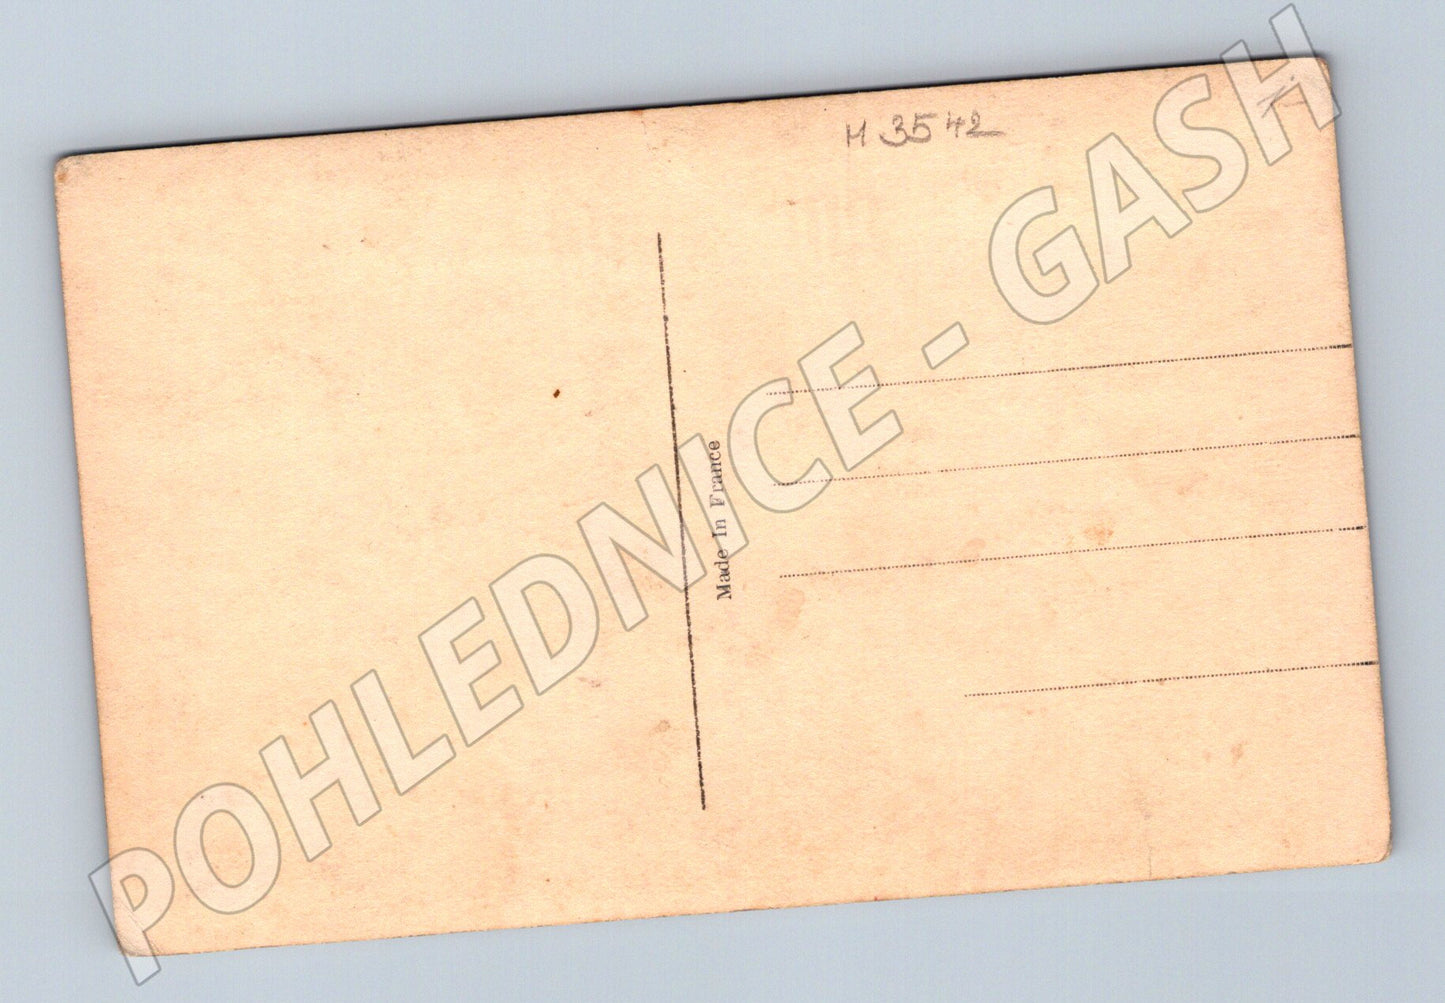 M 3542
Made In France
POHLEDNICE - GASH